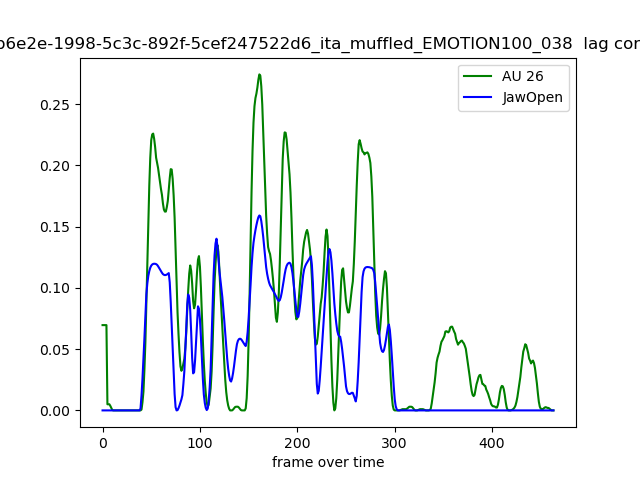 b6e2e-1998-5c3c-892f-5cef247522d6_ita_muffled_EMOTION100_038 lag cor
AU 26
JawOpen
0.25
0.20
0.15
0.10
0.05
0.00
0 100 200 300 400
frame over time